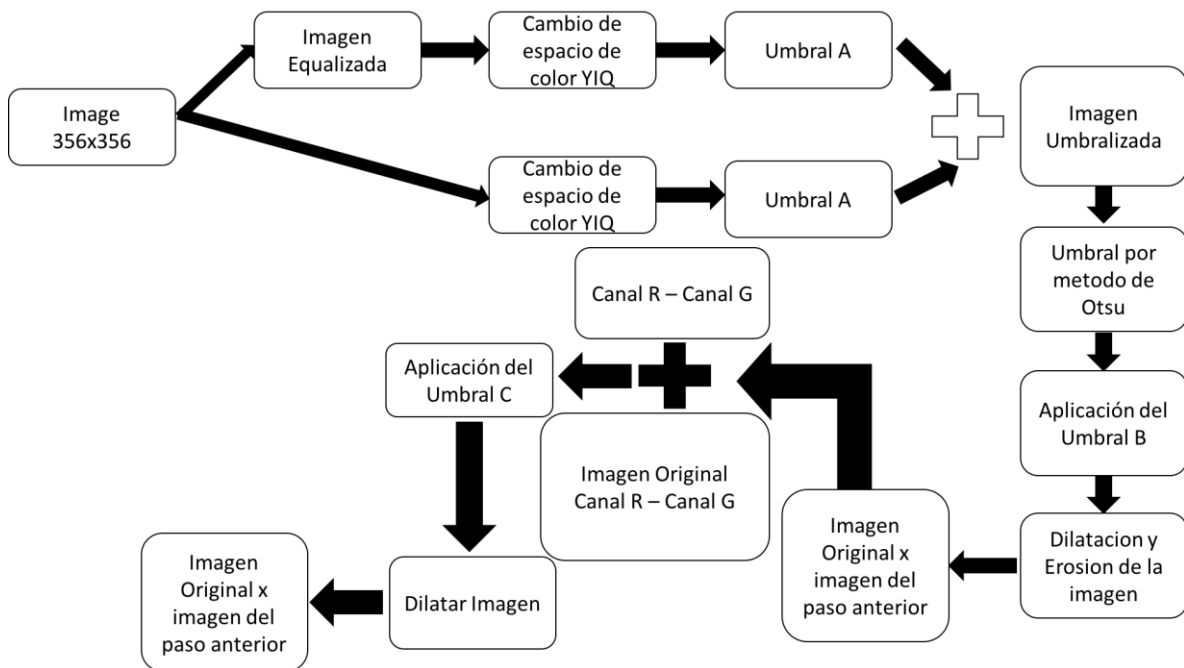 Imagen
Equalizada
Cambio de
espacio de
color YIQ
Umbral A
Image
356x356
Cambio de
espacio de
color YIQ
Umbral A
Imagen
Umbralizada
Umbral por
metodo de
Otsu
Aplicación del
Umbral B
Dilatacion y
Erosion de la
imagen
Imagen
Original x
imagen del
paso anterior
Canal R – Canal G
Imagen Original
Canal R – Canal G
Aplicación del
Umbral C
Dilatar Imagen
Imagen
Original x
imagen del
paso anterior